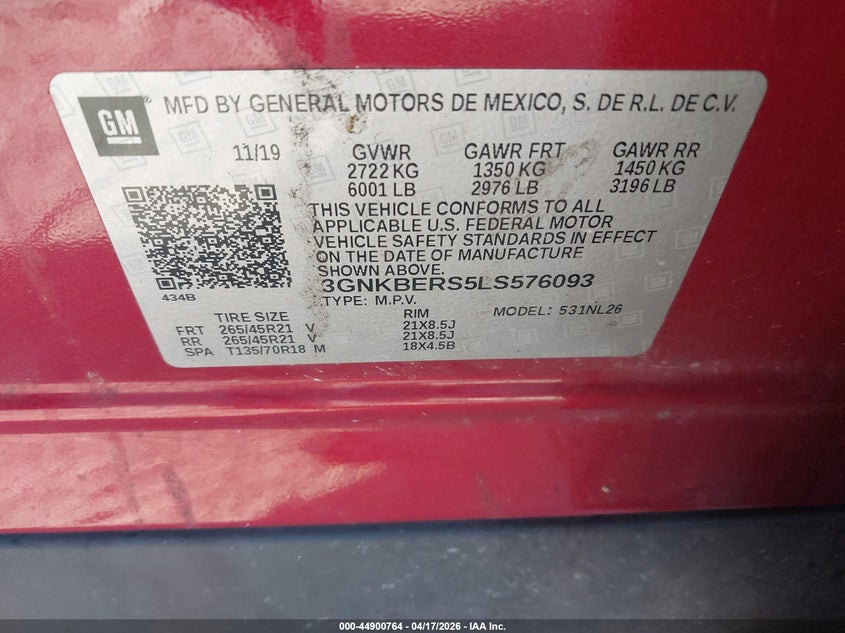 GM
® MFD BY GENERAL MOTORS DE MEXICO, S. DE R.L. DE C.V.
11/19 GVWR GAWR FRT GAWR RR
2722 KG 1350 KG 1450 KG
6001 LB 2976 LB 3196 LB
THIS VEHICLE CONFORMS TO ALL
APPLICABLE U.S. FEDERAL MOTOR
VEHICLE SAFETY STANDARDS IN EFFECT
ON THE DATE OF MANUFACTURE
SHOWN ABOVE.
3GNKBERS5LS576093
434B
TYPE: M.P.V. MODEL: 531NL26
TIRE SIZE RIM
FRT 265/45R21 V 21X8.5J
RR 265/45R21 V 21X8.5J
SPA T135/70R18 M 18X4.5B
000-44900764 - 04/17/2026 - IAA Inc.